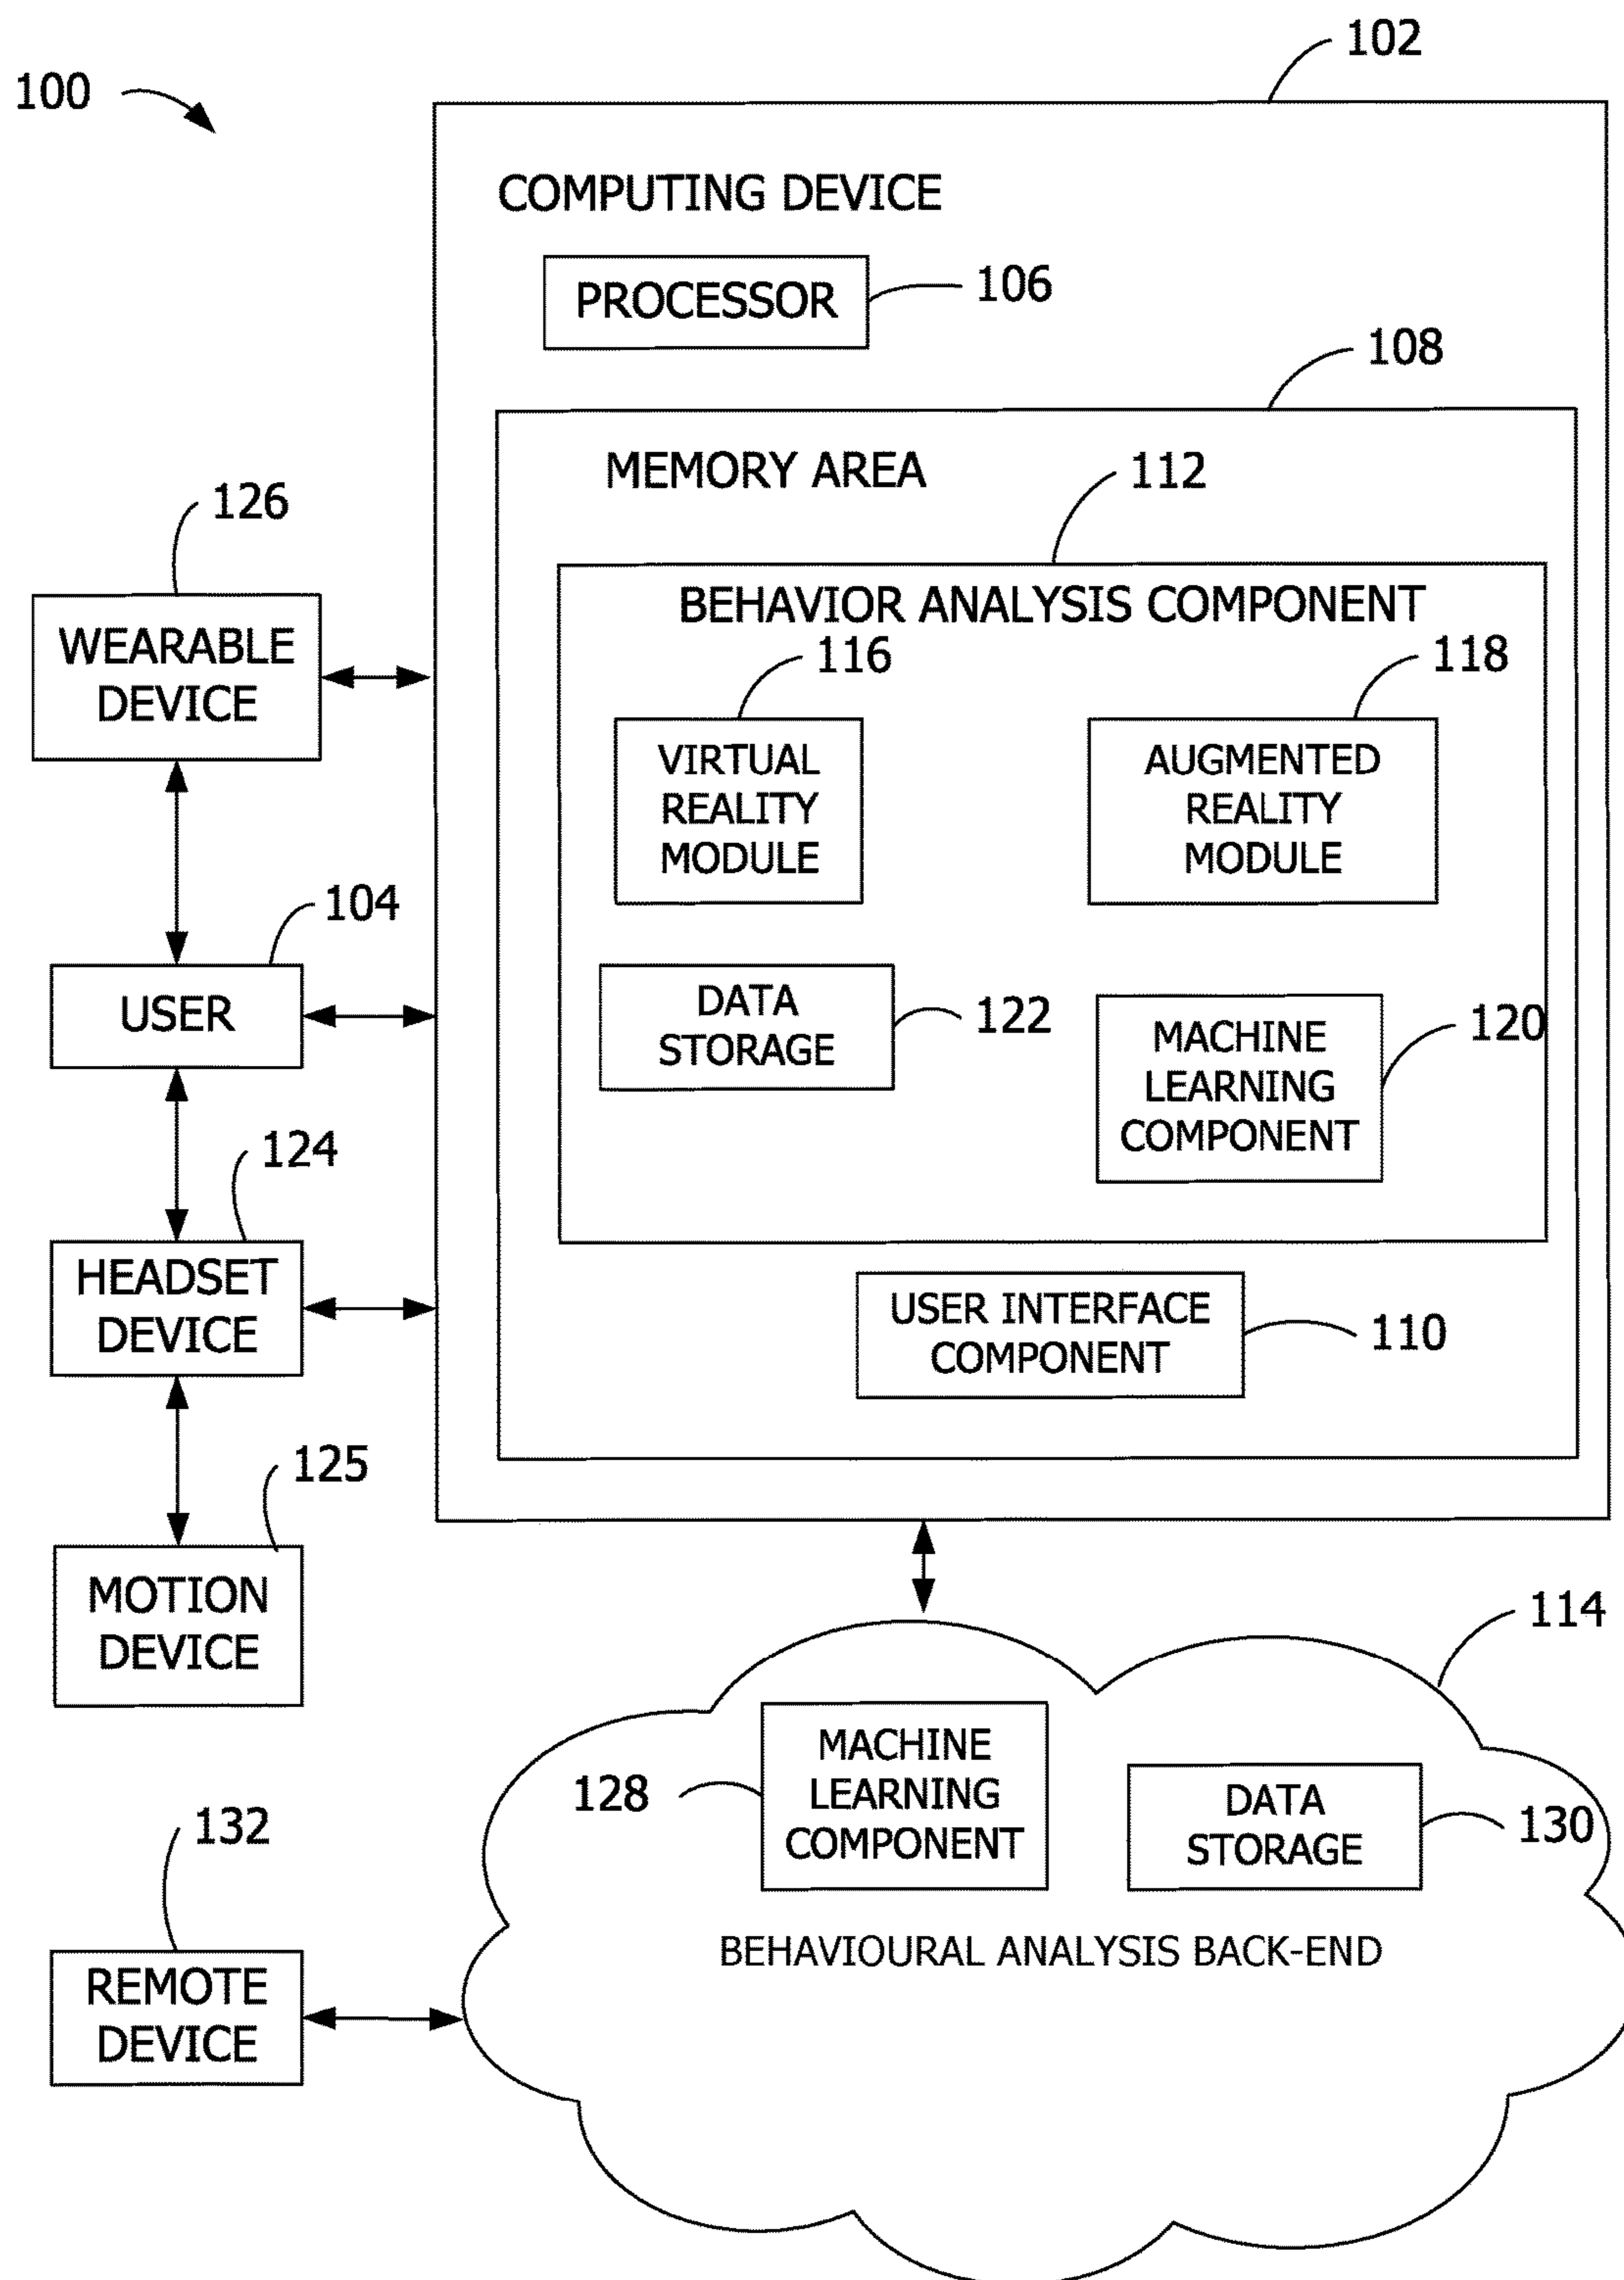 102
100
COMPUTING DEVICE
PROCESSOR
106
108
MEMORY AREA
112
126
BEHAVIOR ANALYSIS COMPONENT
WEARABLE
DEVICE
116
118
VIRTUAL
REALITY
MODULE
AUGMENTED
REALITY
MODULE
104
USER
DATA
STORAGE
122
MACHINE
LEARNING
COMPONENT
120
124
HEADSET
DEVICE
USER INTERFACE
COMPONENT
110
125
MOTION
DEVICE
114
MACHINE
LEARNING
COMPONENT
128
DATA
STORAGE
130
132
BEHAVIOURAL ANALYSIS BACK-END
REMOTE
DEVICE